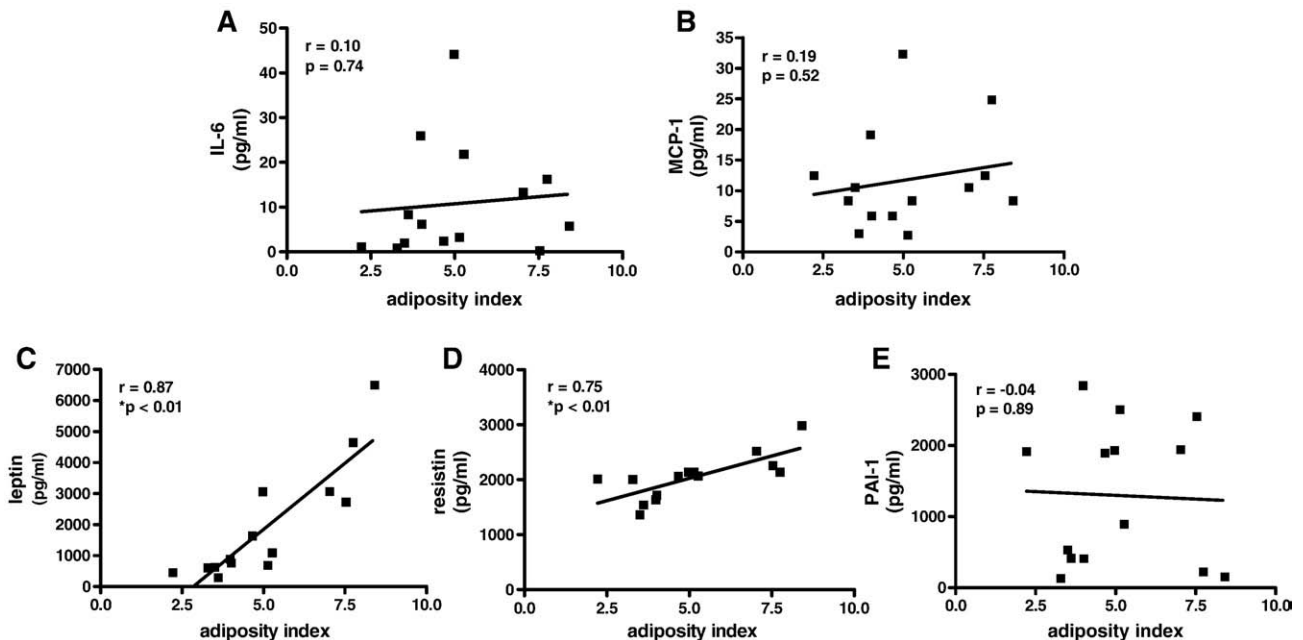 A
r = 0.10
p = 0.74
IL-6
(pg/ml)
50
40
30
20
10
0
0.0 2.5 5.0 7.5 10.0
adiposity index
B
r = 0.19
p = 0.52
MCP-1
(pg/ml)
35
30
25
20
15
10
5
0
0.0 2.5 5.0 7.5 10.0
adiposity index
C
r = 0.87
*p < 0.01
leptin
(pg/ml)
7000
6000
5000
4000
3000
2000
1000
0
0.0 2.5 5.0 7.5 10.0
adiposity index
D
r = 0.75
*p < 0.01
resistin
(pg/ml)
4000
3000
2000
1000
0
0.0 2.5 5.0 7.5 10.0
adiposity index
E
r = -0.04
p = 0.89
PAI-1
(pg/ml)
3000
2000
1000
0
0.0 2.5 5.0 7.5 10.0
adiposity index